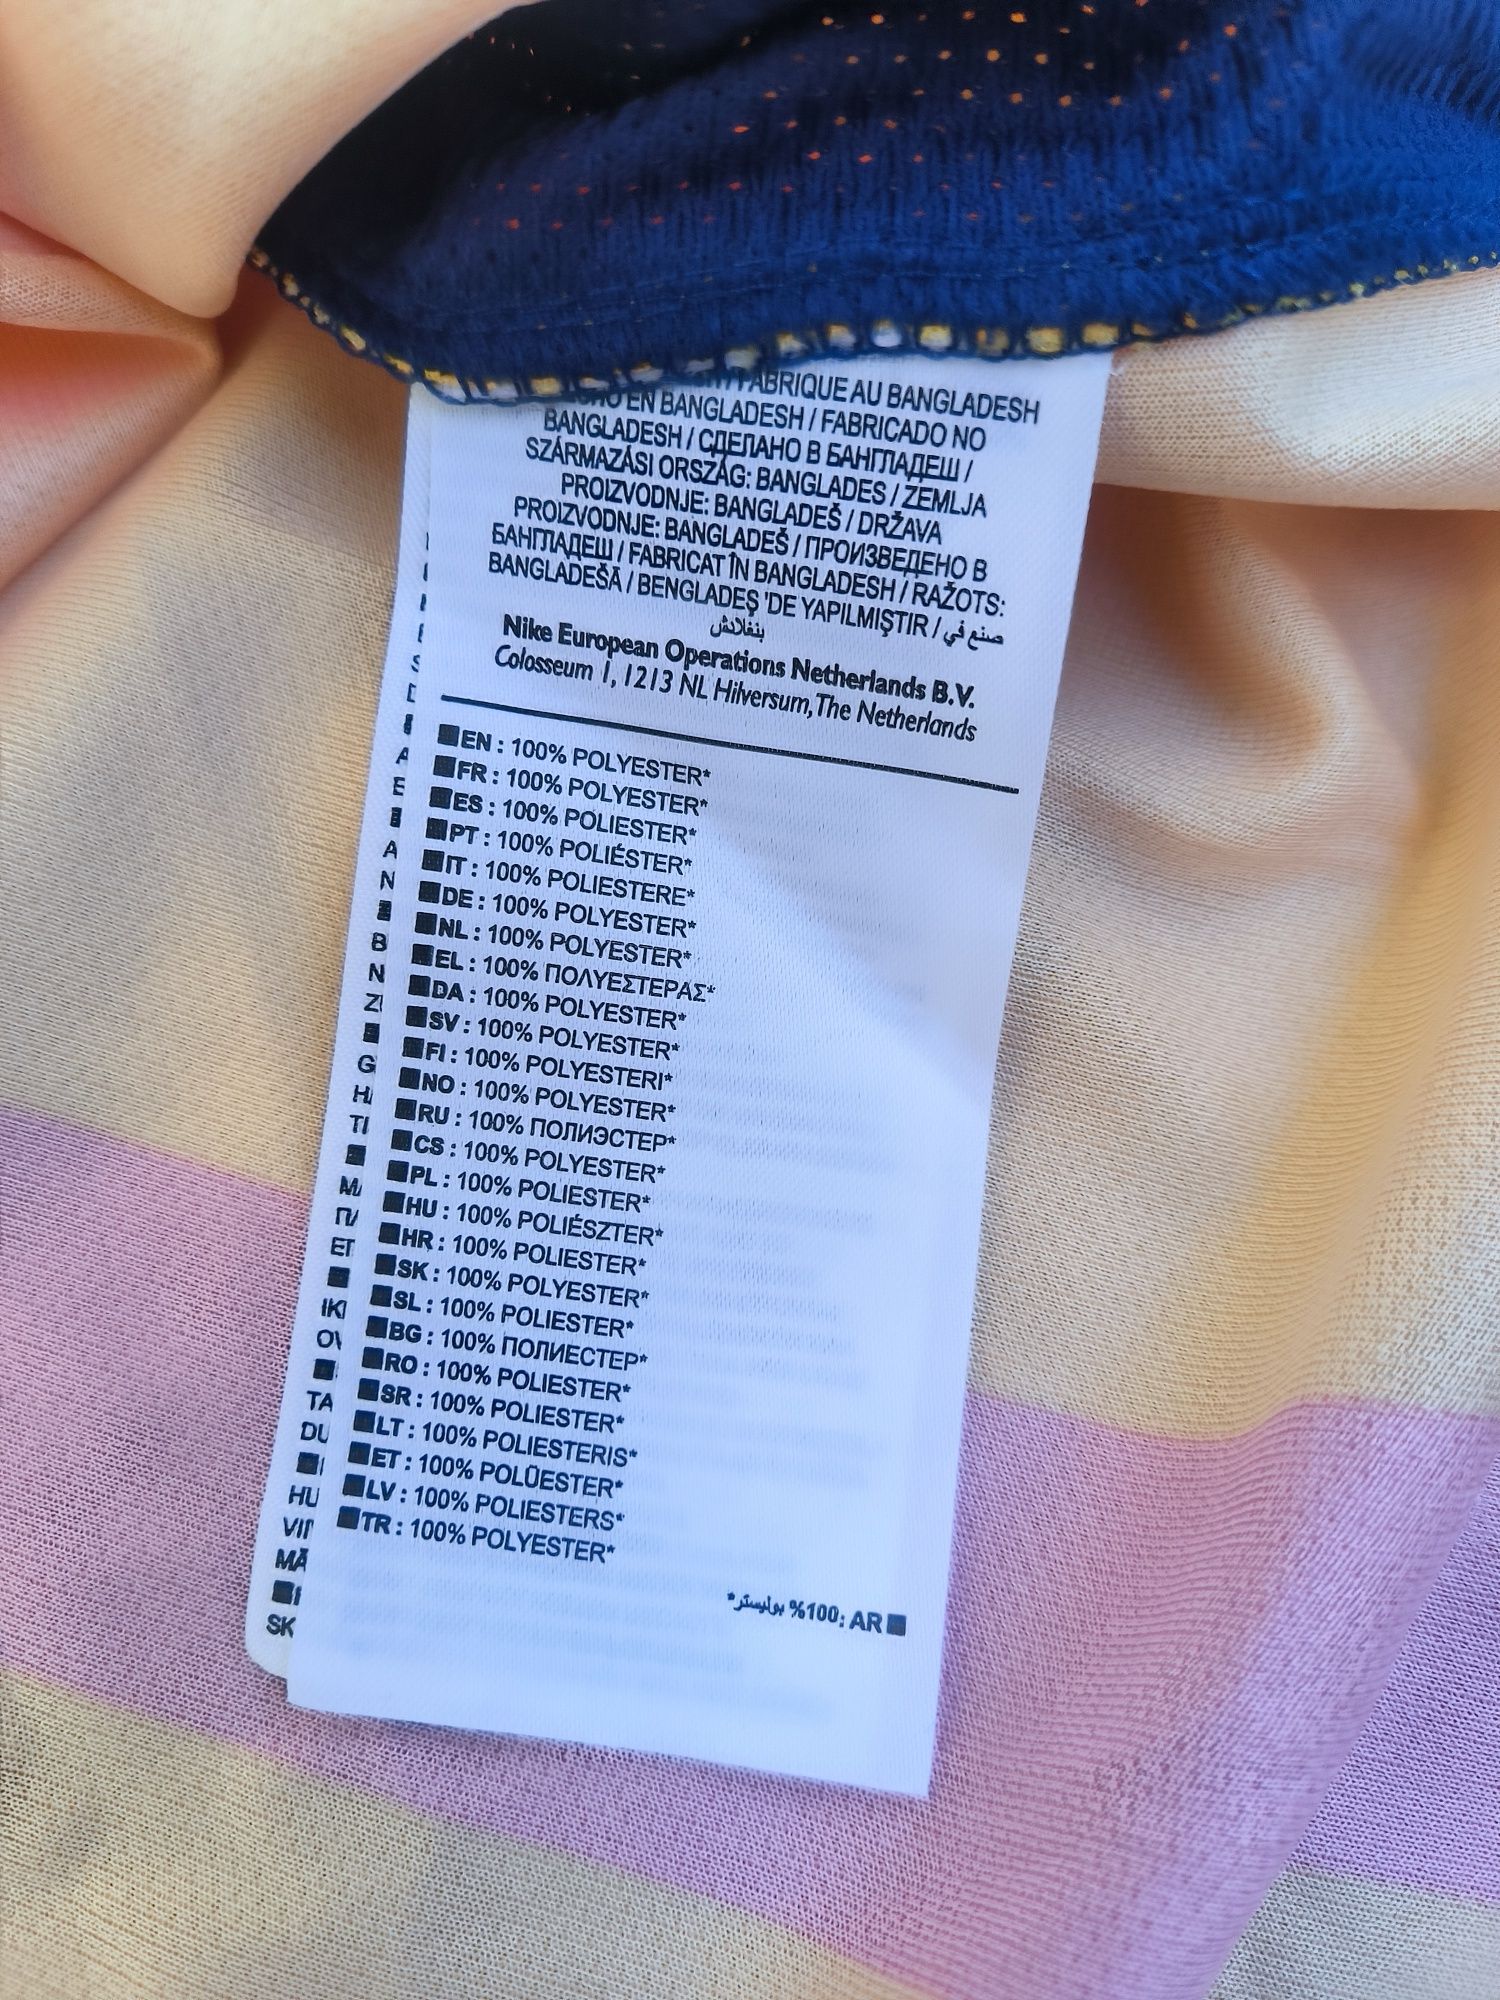 FABRIQUE AU BANGLADESH
EN BANGLADESH / FABRICADO NO
BANGLADESH / СДЕЛАНО В БАНГЛАДЕШ /
SZÁRMAZÁSI ORSZÁG: BANGLADES / ZEMLJA
PROIZVODNJE: BANGLADEŠ / DRŽAVA
PROIZVODNJE: BANGLADEŠ / ПРОИЗВЕДЕНО В
БАНГЛАДЕШ / FABRICAT ÎN BANGLADESH / RAŽOTS:
BANGLADEŠĀ / BENGLADEŞ 'DE YAPILMIŞTIR / صنع في
بنغلادش
Nike European Operations Netherlands B.V.
Colosseum 1, 1213 NL Hilversum, The Netherlands
EN : 100% POLYESTER*
FR : 100% POLYESTER*
ES : 100% POLIESTER*
PT : 100% POLIÉSTER*
IT : 100% POLIESTERE*
DE : 100% POLYESTER*
NL : 100% POLYESTER*
EL : 100% ΠΟΛΥΕΣΤΕΡΑΣ*
DA : 100% POLYESTER*
SV : 100% POLYESTER*
FI : 100% POLYESTERI*
NO : 100% POLYESTER*
RU : 100% ПОЛИЭСТЕР*
CS : 100% POLYESTER*
PL : 100% POLIESTER*
HU : 100% POLIÉSZTER*
HR : 100% POLIESTER*
SK : 100% POLYESTER*
SL : 100% POLIESTER*
BG : 100% ПОЛИЕСТЕР*
RO : 100% POLIESTER*
SR : 100% POLIESTER*
LT : 100% POLIESTERIS*
ET : 100% POLÜESTER*
LV : 100% POLIESTERS*
TR : 100% POLYESTER*
AR :100% بوليستر*